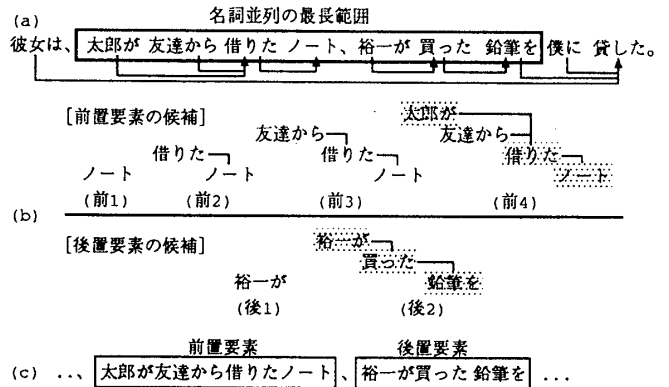 名詞並列の最長範囲
(a)
彼女は、 太郎が 友達から 借りた ノート、裕一が 買った 鉛筆を 僕に 貸した。
[前置要素の候補]
太郎が
友達から 友達から
借りた 借りた 借りた
ノート ノート ノート ノート
(前1) (前2) (前3) (前4)
(b)
[後置要素の候補]
裕一が
買った
裕一が 鉛筆を
(後1) (後2)
前置要素 後置要素
(c) ..、 太郎が友達から借りたノート 、 裕一が買った 鉛筆を ...